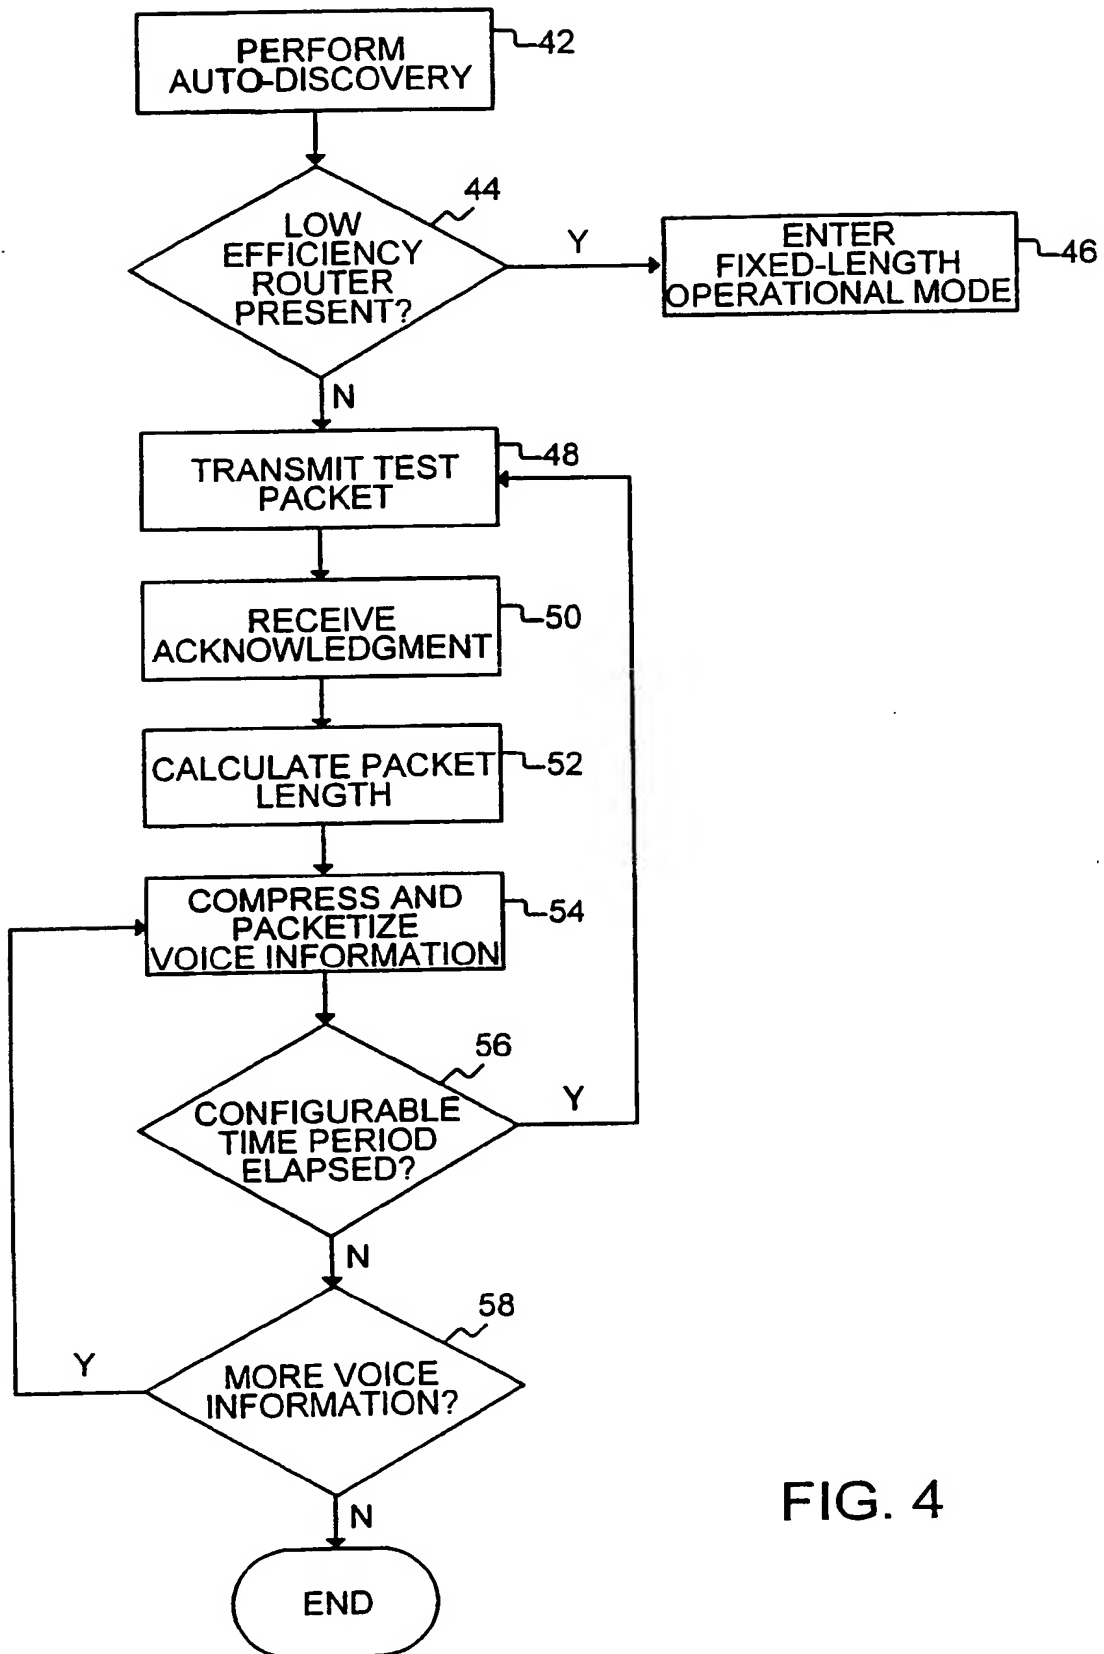 PERFORM
AUTO-DISCOVERY
42
LOW
EFFICIENCY
ROUTER
PRESENT?
44
Y
ENTER
FIXED-LENGTH
OPERATIONAL MODE
46
N
TRANSMIT TEST
PACKET
48
RECEIVE
ACKNOWLEDGMENT
50
CALCULATE PACKET
LENGTH
52
COMPRESS AND
PACKETIZE
VOICE INFORMATION
54
CONFIGURABLE
TIME PERIOD
ELAPSED?
56
Y
N
MORE VOICE
INFORMATION?
58
Y
N
END
FIG. 4